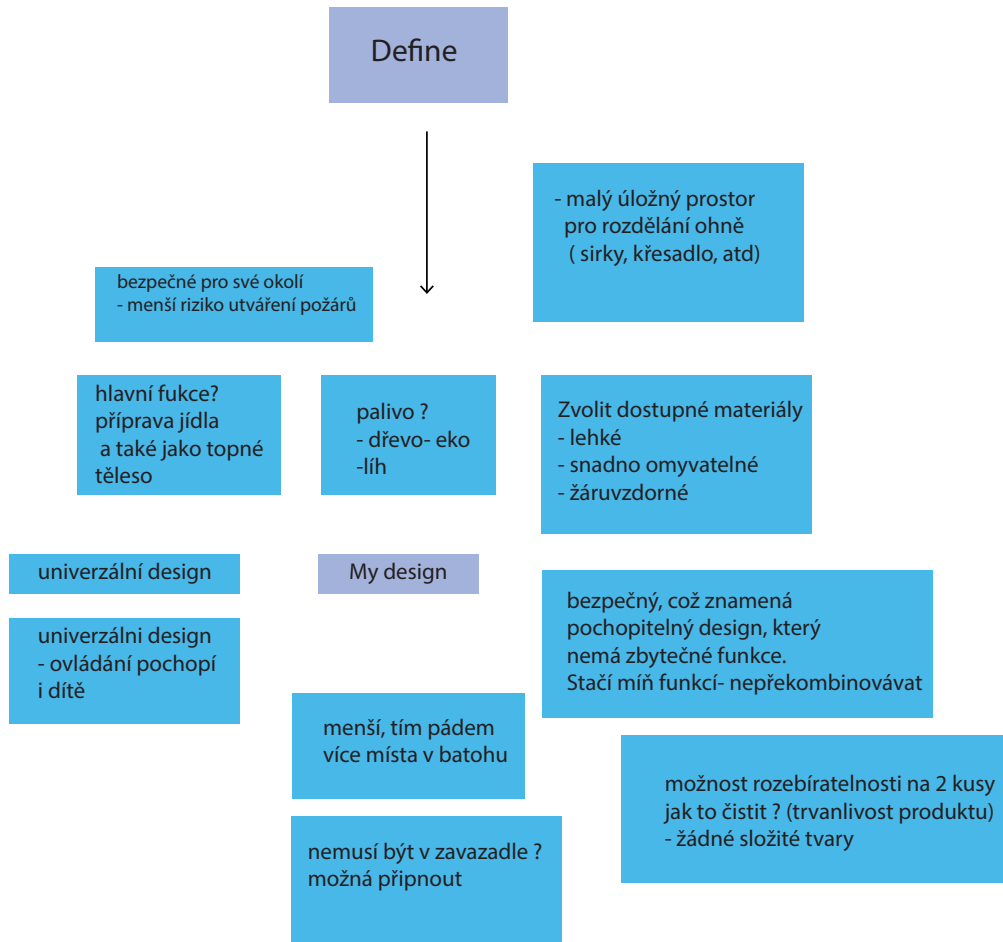 Define
- malý úložný prostor
pro rozdělání ohně
( sirky, křesadlo, atd)
bezpečné pro své okolí
- menší riziko utváření požárů
hlavní fukce?
příprava jídla
a také jako topné
těleso
palivo ?
- dřevo- eko
-líh
Zvolit dostupné materiály
- lehké
- snadno omyvatelné
- žáruvzdorné
univerzální design
My design
bezpečný, což znamená
pochopitelný design, který
nemá zbytečné funkce.
Stačí míň funkcí- nepřekombinovávat
univerzálni design
- ovládání pochopí
i dítě
menší, tím pádem
více místa v batohu
možnost rozebíratelnosti na 2 kusy
jak to čistit ? (trvanlivost produktu)
- žádné složité tvary
nemusí být v zavazadle ?
možná připnout